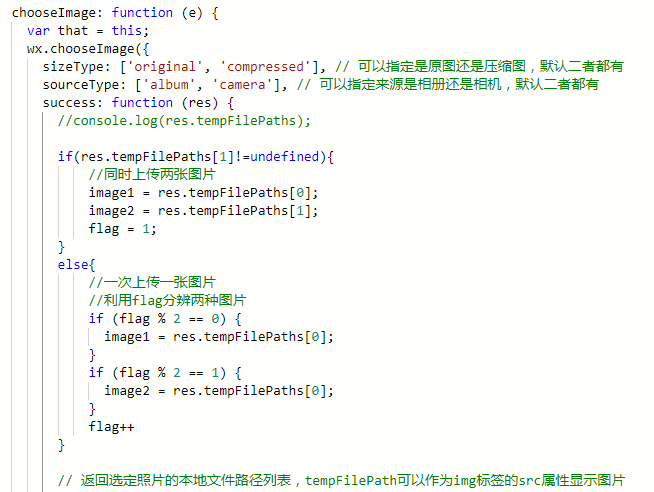 chooseImage: function (e) {
var that = this;
wx.chooseImage({
sizeType: ['original', 'compressed'], // 可以指定是原图还是压缩图，默认二者都有
sourceType: ['album', 'camera'], // 可以指定来源是相册还是相机，默认二者都有
success: function (res) {
//console.log(res.tempFilePaths);
if(res.tempFilePaths[1]!=undefined){
//同时上传两张图片
image1 = res.tempFilePaths[0];
image2 = res.tempFilePaths[1];
flag = 1;
}
else{
//一次上传一张图片
//利用flag分辨两种图片
if (flag % 2 == 0) {
image1 = res.tempFilePaths[0];
}
if (flag % 2 == 1) {
image2 = res.tempFilePaths[0];
}
flag++
}
// 返回选定照片的本地文件路径列表，tempFilePath可以作为img标签的src属性显示图片